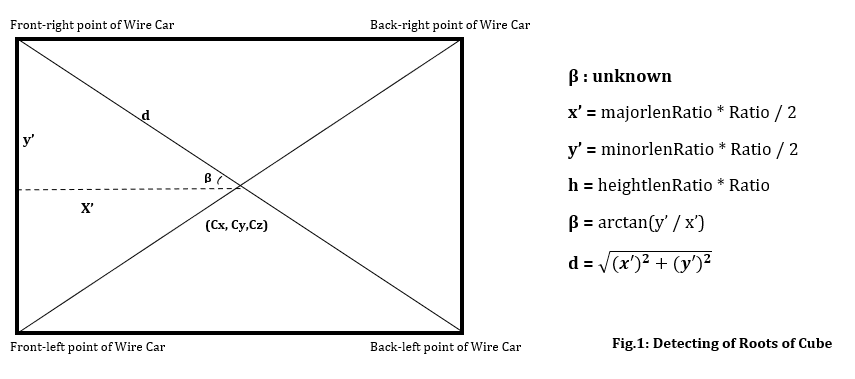 Front-right point of Wire Car
Back-right point of Wire Car
d
y’
β
X’
(Cx, Cy,Cz)
Front-left point of Wire Car
Back-left point of Wire Car
β : unknown
x’ = majorlenRatio * Ratio / 2
y’ = minorlenRatio * Ratio / 2
h = heightlenRatio * Ratio
β = arctan(y’ / x’)
d = √(x′)² + (y′)²
Fig.1: Detecting of Roots of Cube